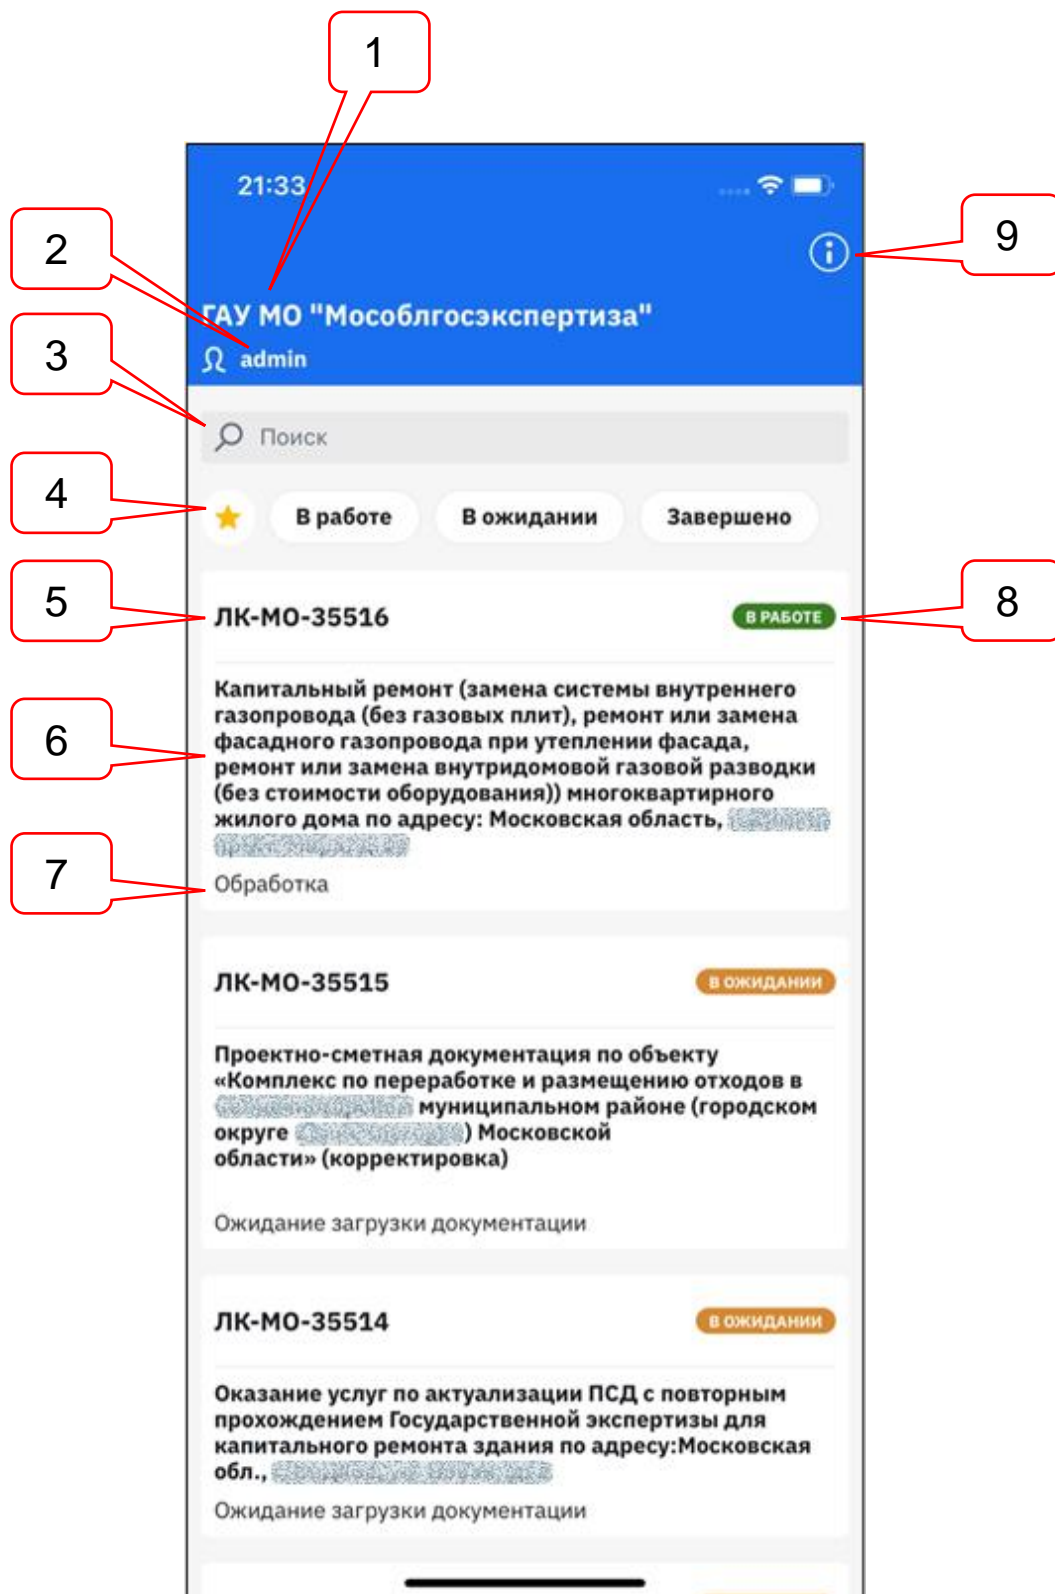 1
21:33
2
9
ГАУ МО "Мособлгосэкспертиза"
admin
3
Поиск
4
В работе
В ожидании
Завершено
5
ЛК-МО-35516
В РАБОТЕ
8
Капитальный ремонт (замена системы внутреннего
газопровода (без газовых плит), ремонт или замена
6
фасадного газопровода при утеплении фасада,
ремонт или замена внутридомовой газовой разводки
(без стоимости оборудования)) многоквартирного
жилого дома по адресу: Московская область,
7
Обработка
ЛК-МО-35515
В ОЖИДАНИИ
Проектно-сметная документация по объекту
«Комплекс по переработке и размещению отходов в
муниципальном районе (городском
округе ) Московской
области» (корректировка)
Ожидание загрузки документации
ЛК-МО-35514
В ОЖИДАНИИ
Оказание услуг по актуализации ПСД с повторным
прохождением Государственной экспертизы для
капитального ремонта здания по адресу:Московская
обл.,
Ожидание загрузки документации